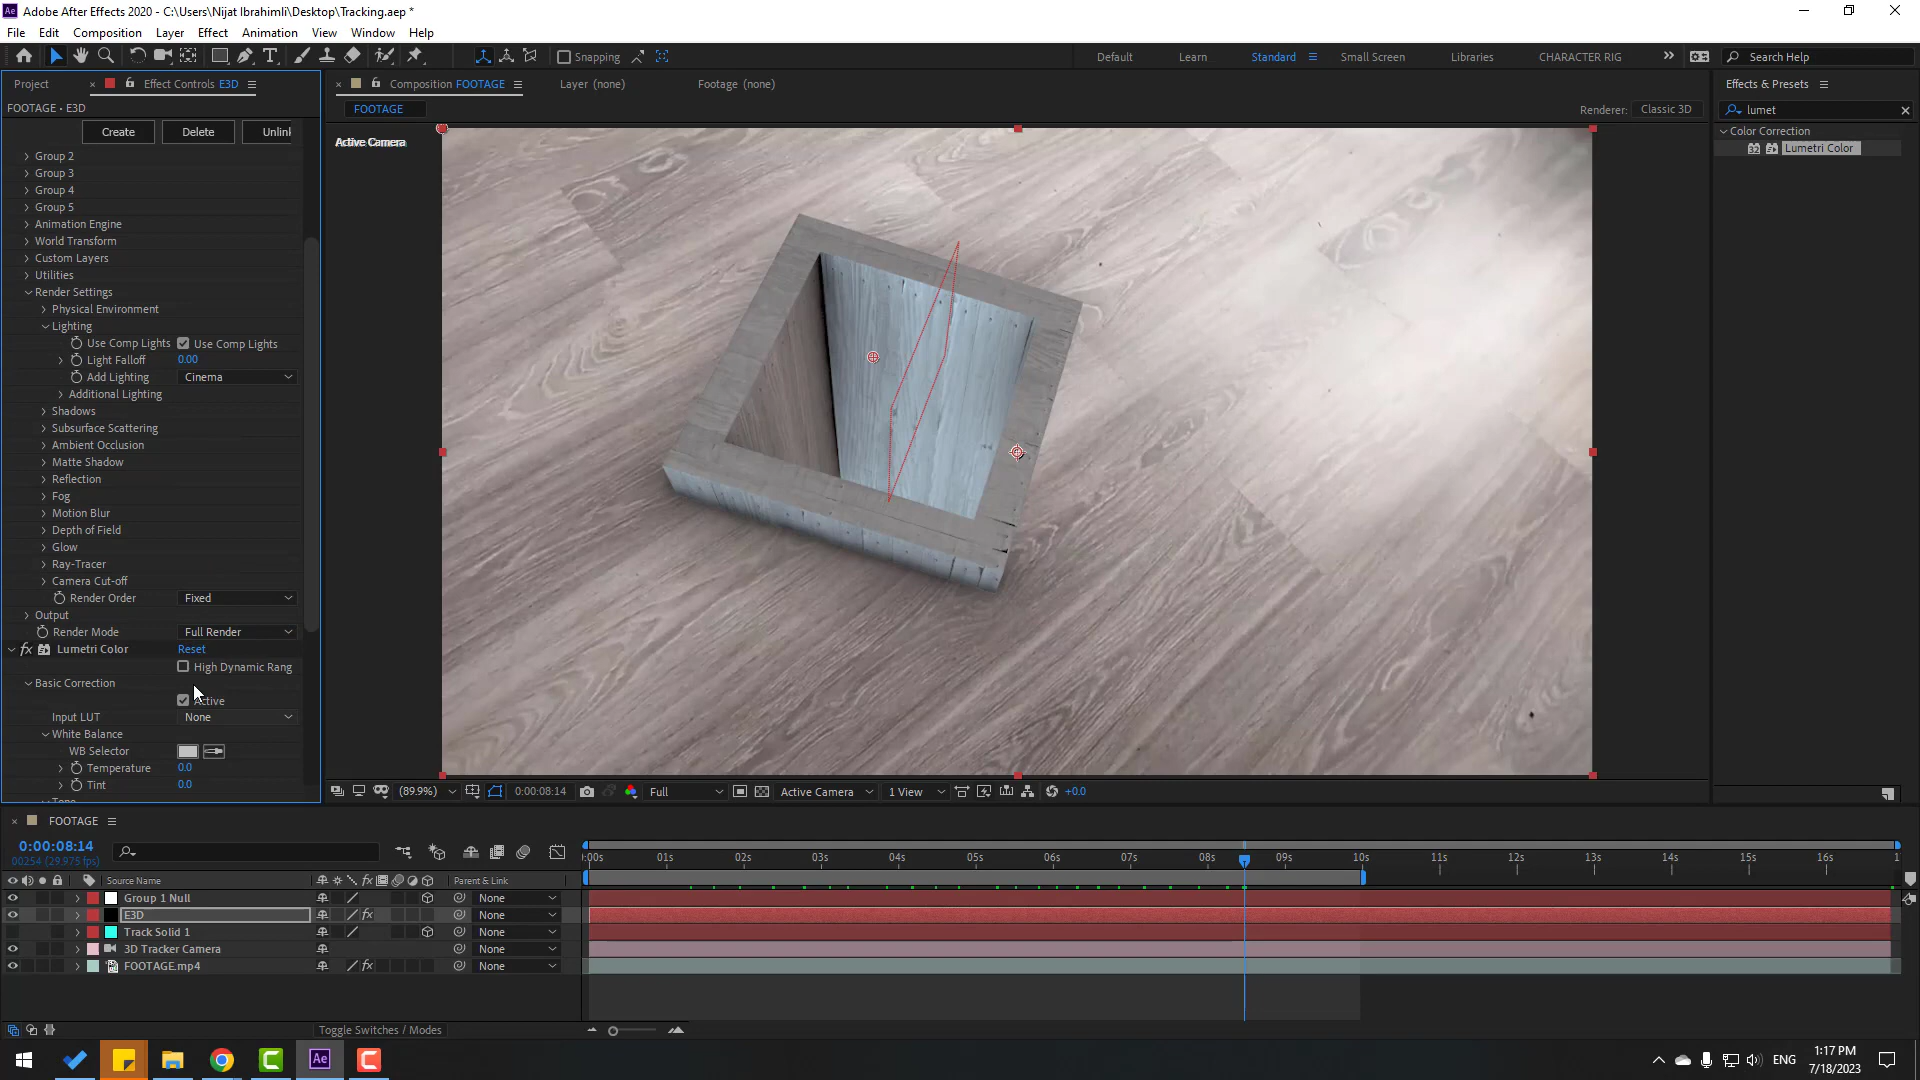 Adobe After Effects 2020 - C:\Users\Nijat Ibrahimli\Desktop\Tracking.aep *
File Edit Composition Layer Effect Animation View Window Help
Snapping
Default Learn Standard Small Screen Libraries CHARACTER RIG Search Help
Project Effect Controls E3D
Composition FOOTAGE Layer (none) Footage (none)
Effects & Presets
FOOTAGE • E3D
FOOTAGE
Renderer: Classic 3D
lumet
Color Correction
Lumetri Color
Active Camera
Create Delete Unlink
Group 2
Group 3
Group 4
Group 5
Animation Engine
World Transform
Custom Layers
Utilities
Render Settings
Physical Environment
Lighting
Use Comp Lights Use Comp Lights
Light Falloff 0.00
Add Lighting Cinema
Additional Lighting
Shadows
Subsurface Scattering
Ambient Occlusion
Matte Shadow
Reflection
Fog
Motion Blur
Depth of Field
Glow
Ray-Tracer
Camera Cut-off
Render Order Fixed
Output
Render Mode Full Render
fx Lumetri Color Reset
High Dynamic Rang
Basic Correction
Active
Input LUT None
White Balance
WB Selector
Temperature 0.0
Tint 0.0
(89.9%) 0:00:08:14 Full Active Camera 1 View +0.0
FOOTAGE
0:00:08:14
00254 (29.975 fps)
:00s 01s 02s 03s 04s 05s 06s 07s 08s 09s 10s 11s 12s 13s 14s 15s 16s 1
Source Name Parent & Link
Group 1 Null None
E3D fx None
Track Solid 1 None
3D Tracker Camera None
FOOTAGE.mp4 fx None
Toggle Switches / Modes
ENG
1:17 PM
7/18/2023